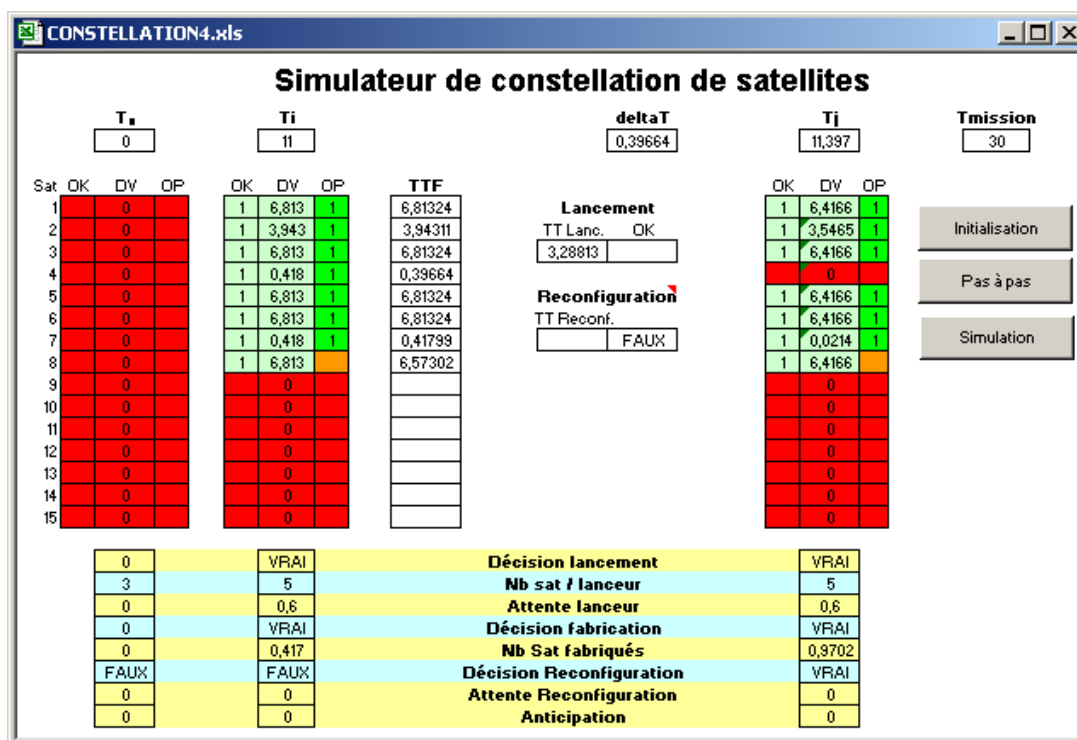 CONSTELLATION4.xls
Simulateur de constellation de satellites
T₀ Ti deltaT Tj Tmission
0 11 0,39664 11,397 30
Sat OK DV OP OK DV OP TTF OK DV OP
1 0 1 6,813 1 6,81324 Lancement 1 6,4166 1
2 0 1 3,943 1 3,94311 TT Lanc. OK 1 3,5465 1 Initialisation
3 0 1 6,813 1 6,81324 3,28813 1 6,4166 1
4 0 1 0,418 1 0,39664 0 Pas à pas
5 0 1 6,813 1 6,81324 Reconfiguration 1 6,4166 1
6 0 1 6,813 1 6,81324 TT Reconf. 1 6,4166 1
7 0 1 0,418 1 0,41799 FAUX 1 0,0214 1 Simulation
8 0 1 6,813 6,57302 1 6,4166
9 0 0 0
10 0 0 0
11 0 0 0
12 0 0 0
13 0 0 0
14 0 0 0
15 0 0 0
0 VRAI Décision lancement VRAI
3 5 Nb sat / lanceur 5
0 0,6 Attente lanceur 0,6
0 VRAI Décision fabrication VRAI
0 0,417 Nb Sat fabriqués 0,9702
FAUX FAUX Décision Reconfiguration VRAI
0 0 Attente Reconfiguration 0
0 0 Anticipation 0